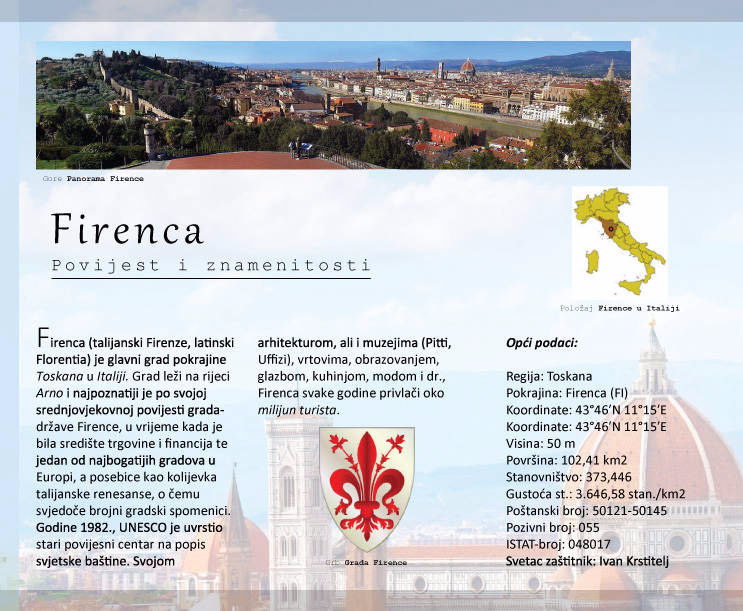 Gore Panorama Firence
Firenca
Povijest i znamenitosti
Položaj Firence u Italiji
Firenca (talijanski Firenze, latinski
Florentia) je glavni grad pokrajine
Toskana u Italiji. Grad leži na rijeci
Arno i najpoznatiji je po svojoj
srednjovjekovnoj povijesti grada-
države Firence, u vrijeme kada je
bila središte trgovine i financija te
jedan od najbogatijih gradova u
Europi, a posebice kao kolijevka
talijanske renesanse, o čemu
svjedoče brojni gradski spomenici.
Godine 1982., UNESCO je uvrstio
stari povijesni centar na popis
svjetske baštine. Svojom
arhitekturom, ali i muzejima (Pitti,
Uffizi), vrtovima, obrazovanjem,
glazbom, kuhinjom, modom i dr.,
Firenca svake godine privlači oko
milijun turista.
Grb Grada Firence
Opći podaci:
Regija: Toskana
Pokrajina: Firenca (FI)
Koordinate: 43°46′N 11°15′E
Koordinate: 43°46′N 11°15′E
Visina: 50 m
Površina: 102,41 km2
Stanovništvo: 373,446
Gustoća st.: 3.646,58 stan./km2
Poštanski broj: 50121-50145
Pozivni broj: 055
ISTAT-broj: 048017
Svetac zaštitnik: Ivan Krstitelj